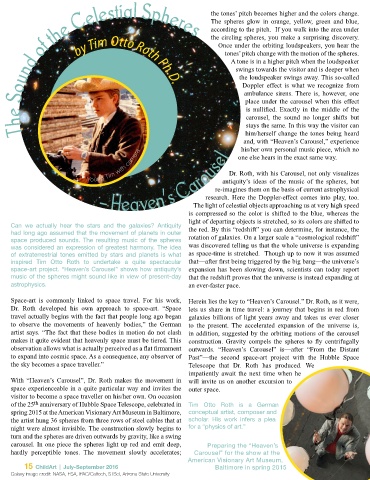 The Sound of the Celestial Spheres
by Tim Otto Roth Ph.D.
– Heaven's Carousel
Can we actually hear the stars and the galaxies? Antiquity
had long ago assumed that the movement of planets in outer
space produced sounds. The resulting music of the spheres
was considered an expression of greatest harmony. The idea
of extraterrestrial tones emitted by stars and planets is what
inspired Tim Otto Roth to undertake a quite spectacular
space-art project. "Heaven's Carousel" shows how antiquity's
music of the spheres might sound like in view of present-day
astrophysics.
Space-art is commonly linked to space travel. For his work,
Dr. Roth developed his own approach to space-art: "Space
travel actually begins with the fact that people long ago began
to observe the movements of heavenly bodies," the German
artist says. "The fact that these bodies in motion do not clash
makes it quite evident that heavenly space must be tiered. This
observation allows what is actually perceived as a flat firmament
to expand into cosmic space. As a consequence, any observer of
the sky becomes a space traveller."
With "Heaven's Carousel", Dr. Roth makes the movement in
space experienceable in a quite particular way and invites the
visitor to become a space traveller on his/her own. On occasion
of the 25th anniversary of Hubble Space Telescope, celebrated in
spring 2015 at the American Visionary Art Museum in Baltimore,
the artist hung 36 spheres from three rows of steel cables that at
night were almost invisible. The construction slowly begins to
turn and the spheres are driven outwards by gravity, like a swing
carousel. In one piece the spheres light up red and emit deep,
hardly perceptible tones. The movement slowly accelerates;
the tones' pitch becomes higher and the colors change.
The spheres glow in orange, yellow, green and blue,
according to the pitch. If you walk into the area under
the circling spheres, you make a surprising discovery.
Once under the orbiting loudspeakers, you hear the
tones' pitch change with the motion of the spheres.
A tone is in a higher pitch when the loudspeaker
swings towards the visitor and is deeper when
the loudspeaker swings away. This so-called
Doppler effect is what we recognize from
ambulance sirens. There is, however, one
place under the carousel when this effect
is nullified. Exactly in the middle of the
carousel, the sound no longer shifts but
stays the same. In this way the visitor can
him/herself change the tones being heard
and, with "Heaven's Carousel," experience
his/her own personal music piece, which no
one else hears in the exact same way.
Dr. Roth, with his Carousel, not only visualizes
antiquity's ideas of the music of the spheres, but
re-imagines them on the basis of current astrophysical
research. Here the Doppler-effect comes into play, too.
The light of celestial objects approaching us at very high speed
is compressed so the color is shifted to the blue, whereas the
light of departing objects is stretched, so its colors are shifted to
the red. By this "redshift" you can determine, for instance, the
rotation of galaxies. On a larger scale a "cosmological redshift"
was discovered telling us that the whole universe is expanding
as space-time is stretched. Though up to now it was assumed
that—after first being triggered by the big bang—the universe's
expansion has been slowing down, scientists can today report
that the redshift proves that the universe is instead expanding at
an ever-faster pace.
Herein lies the key to "Heaven's Carousel." Dr. Roth, as it were,
lets us share in time travel: a journey that begins in red from
galaxies billions of light years away and takes us ever closer
to the present. The accelerated expansion of the universe is,
in addition, suggested by the orbiting motions of the carousel
construction. Gravity compels the spheres to fly centrifugally
outwards. "Heaven's Carousel" is—after "From the Distant
Past"—the second space-art project with the Hubble Space
Telescope that Dr. Roth has produced. We
impatiently await the next time when he
will invite us on another excursion to
outer space.
Tim Otto Roth is a German
conceptual artist, composer and
scholar. His work offers a plea
for a "physics of art."
Preparing the "Heaven's
Carousel" for the show at the
American Visionary Art Museum,
Baltimore in spring 2015
15 ChildArt | July-September 2016
Galaxy image credit: NASA, ESA, IPAC/Caltech, STScI, Arizona State University